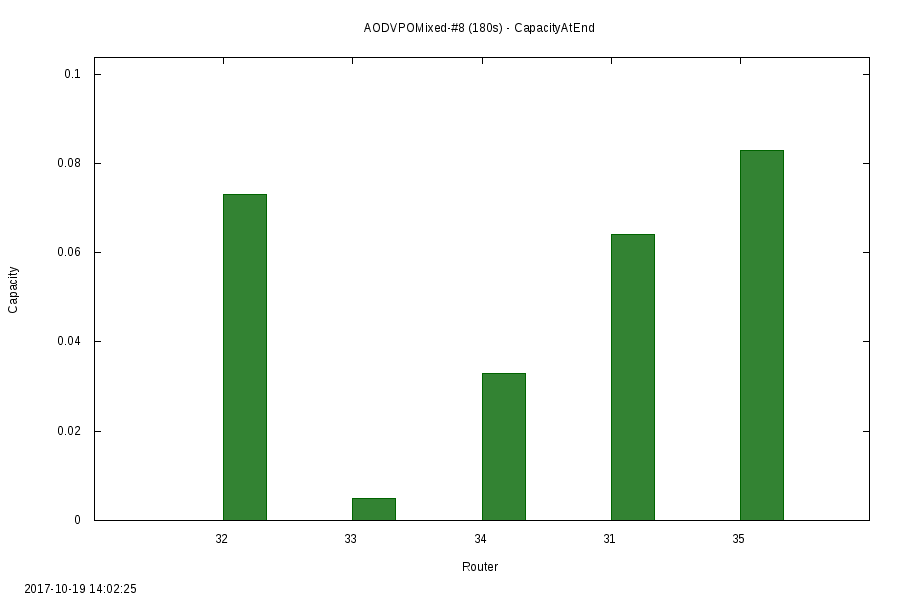 AODVPOMixed-#8 (180s) - CapacityAtEnd
0.1
0.08
0.06
0.04
0.02
0
Capacity
32 33 34 31 35
Router
2017-10-19 14:02:25